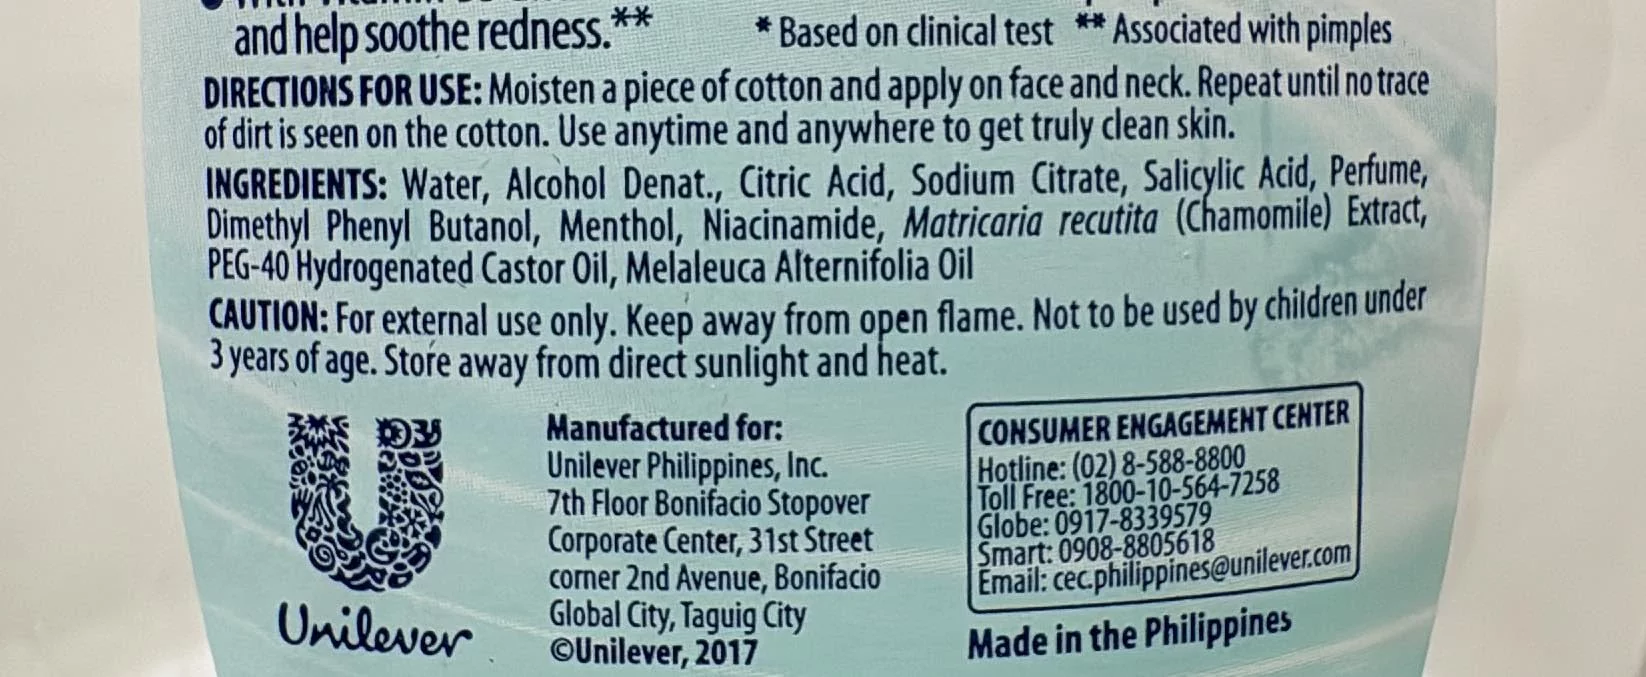 and help soothe redness.**
* Based on clinical test ** Associated with pimples
DIRECTIONS FOR USE: Moisten a piece of cotton and apply on face and neck. Repeat until no trace
of dirt is seen on the cotton. Use anytime and anywhere to get truly clean skin.
INGREDIENTS: Water, Alcohol Denat., Citric Acid, Sodium Citrate, Salicylic Acid, Perfume,
Dimethyl Phenyl Butanol, Menthol, Niacinamide, Matricaria recutita (Chamomile) Extract,
PEG-40 Hydrogenated Castor Oil, Melaleuca Alternifolia Oil
CAUTION: For external use only. Keep away from open flame. Not to be used by children under
3 years of age. Store away from direct sunlight and heat.
Unilever
Manufactured for:
Unilever Philippines, Inc.
7th Floor Bonifacio Stopover
Corporate Center, 31st Street
corner 2nd Avenue, Bonifacio
Global City, Taguig City
©Unilever, 2017
CONSUMER ENGAGEMENT CENTER
Hotline: (02) 8-588-8800
Toll Free: 1800-10-564-7258
Globe: 0917-8339579
Smart: 0908-8805618
Email: cec.philippines@unilever.com
Made in the Philippines